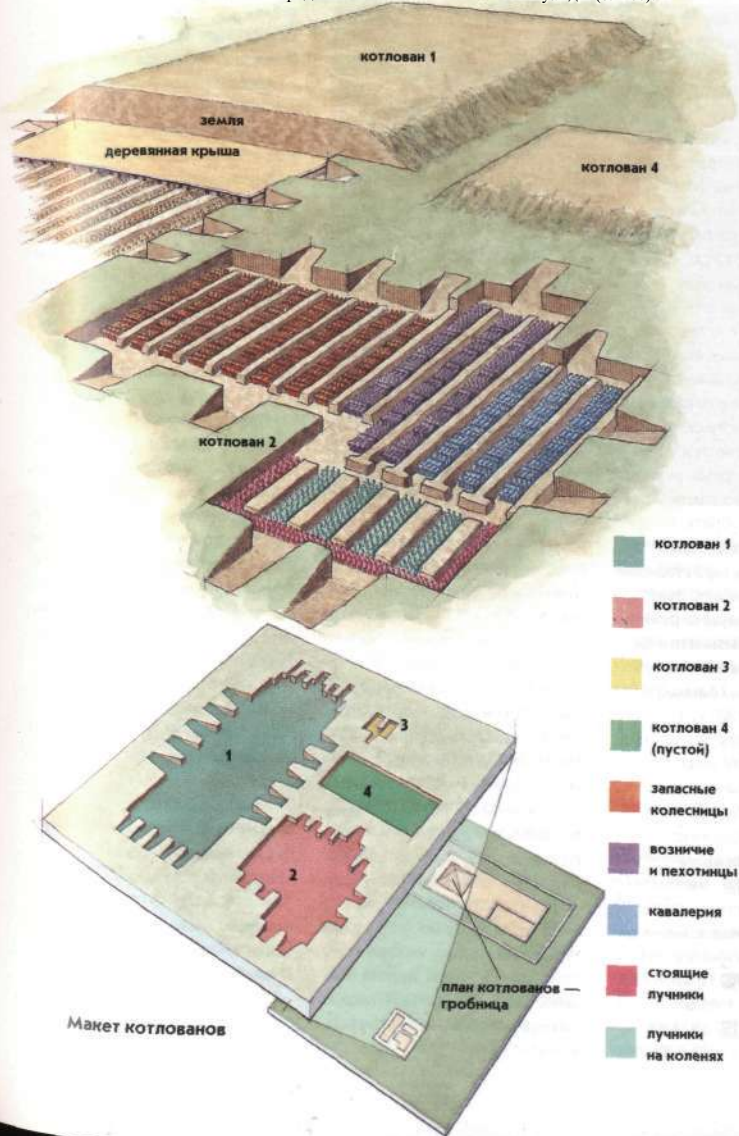 котлован 1
земля
деревянная крыша
котлован 4
котлован 2
котлован 1
котлован 2
котлован 3
котлован 4
(пустой)
запасные
колесницы
возничие
и пехотинцы
кавалерия
стоящие
лучники
лучники
на коленях
1
3
4
2
план котлованов —
гробница
Макет котлованов